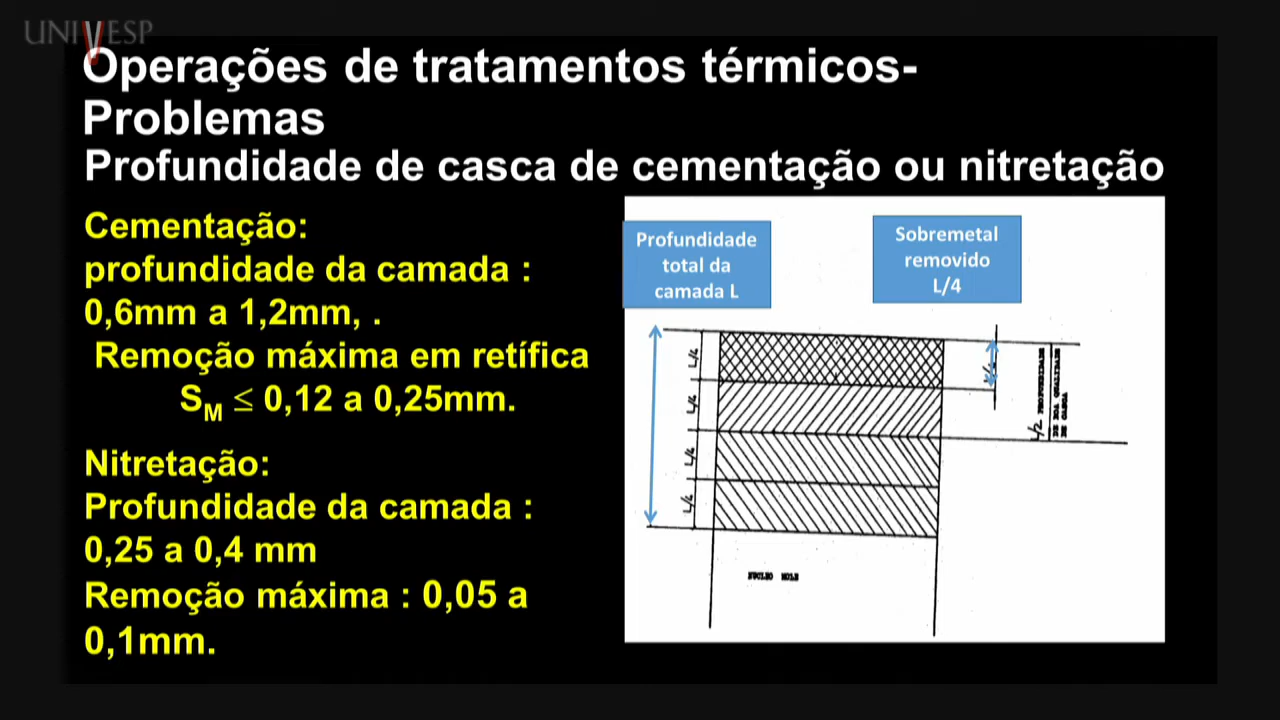 UNIVESP
Operações de tratamentos térmicos-
Problemas
Profundidade de casca de cementação ou nitretação
Cementação:
profundidade da camada :
0,6mm a 1,2mm, .
Remoção máxima em retífica
SM ≤ 0,12 a 0,25mm.
Nitretação:
Profundidade da camada :
0,25 a 0,4 mm
Remoção máxima : 0,05 a
0,1mm.
Profundidade
total da
camada L
Sobremetal
removido
L/4
L/4
L/4
L/4
L/4
L/2
NUCLEO MOLE